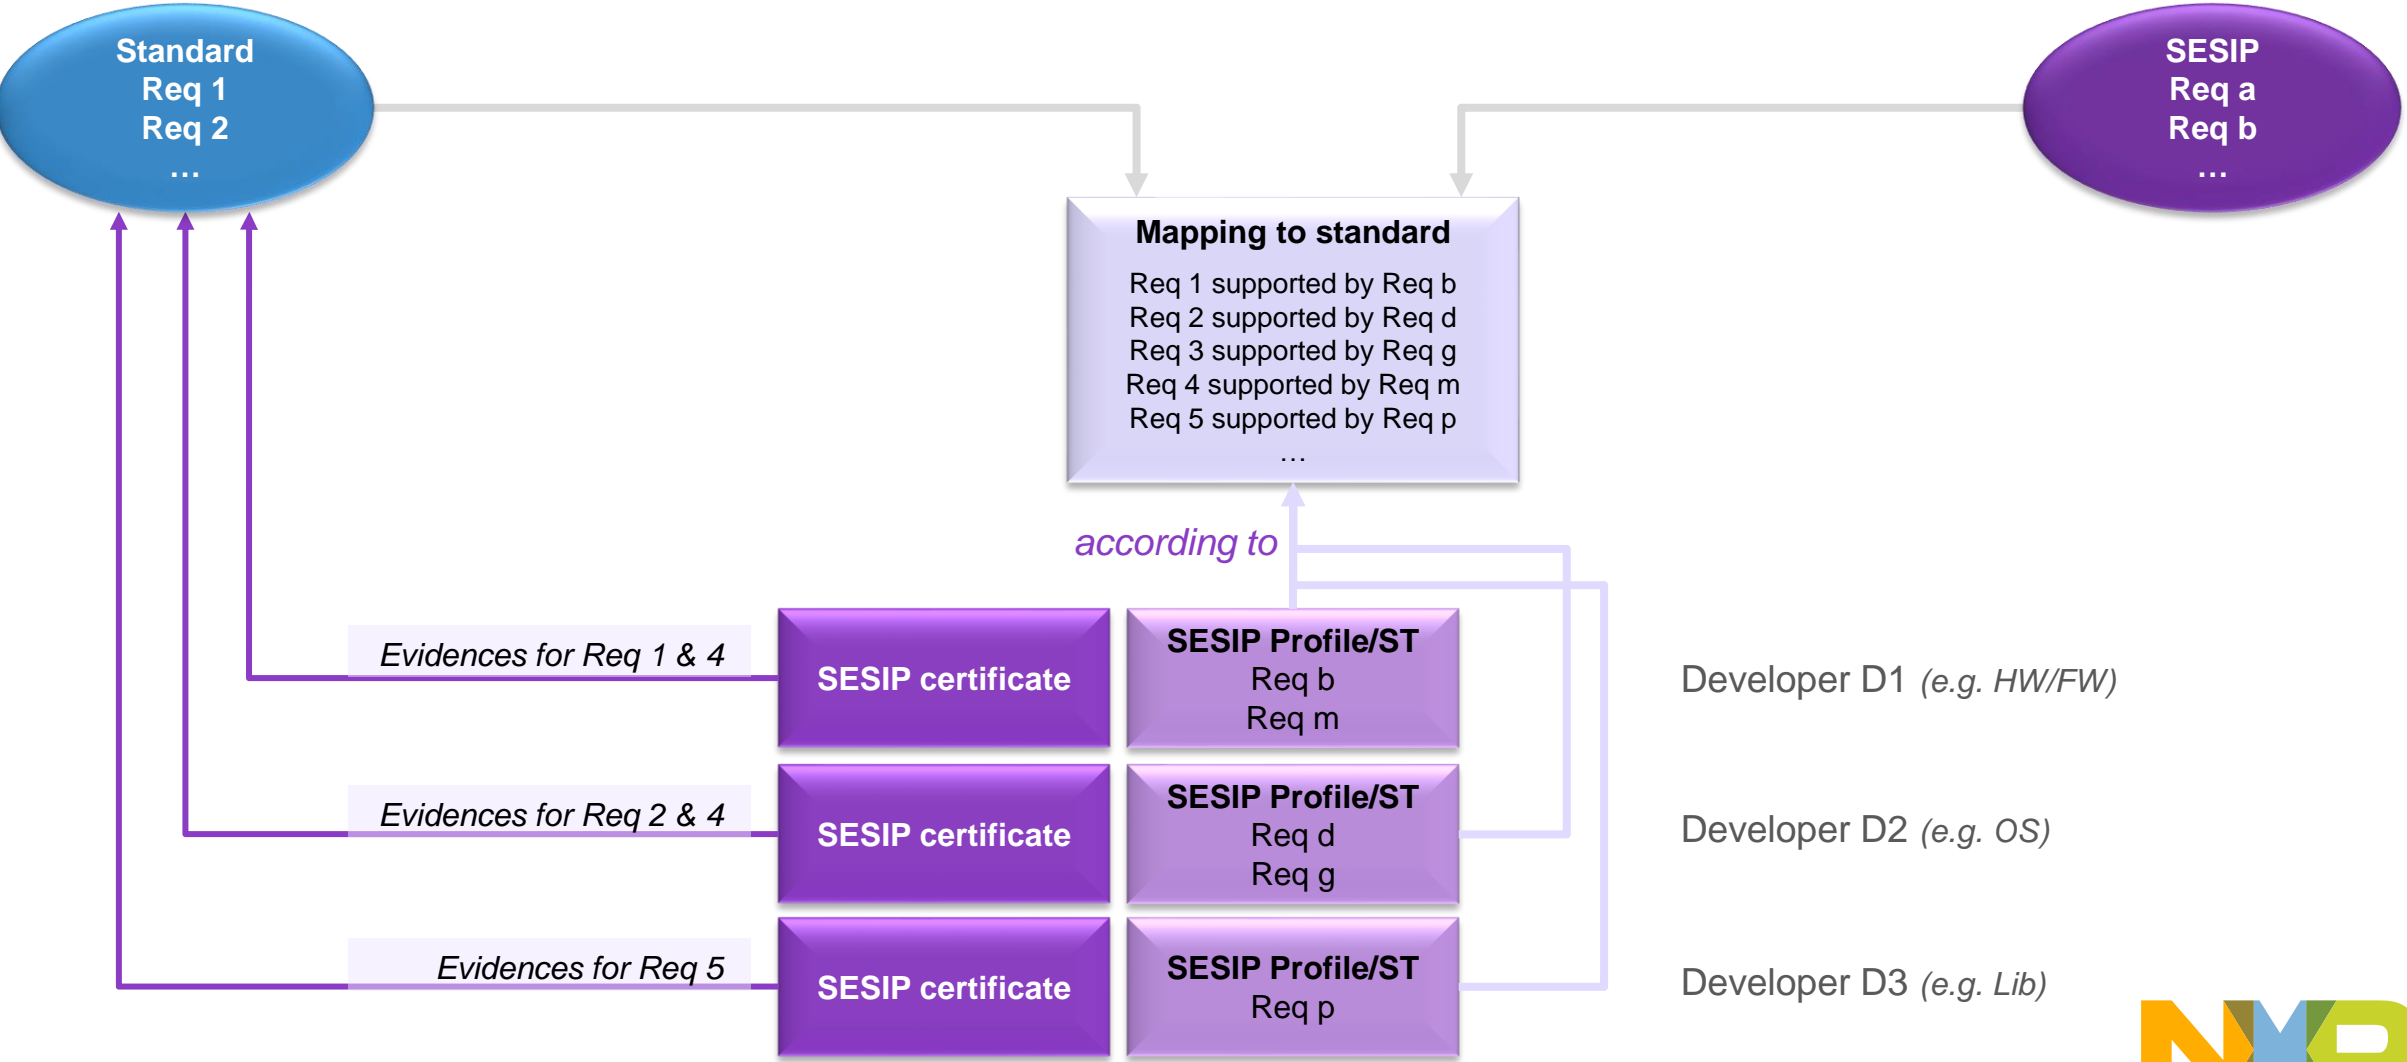 Standard
Req 1
Req 2
…
SESIP
Req a
Req b
…
Mapping to standard
Req 1 supported by Req b
Req 2 supported by Req d
Req 3 supported by Req g
Req 4 supported by Req m
Req 5 supported by Req p
…
according to
Evidences for Req 1 & 4
SESIP certificate
SESIP Profile/ST
Req b
Req m
Developer D1 (e.g. HW/FW)
Evidences for Req 2 & 4
SESIP certificate
SESIP Profile/ST
Req d
Req g
Developer D2 (e.g. OS)
Evidences for Req 5
SESIP certificate
SESIP Profile/ST
Req p
Developer D3 (e.g. Lib)